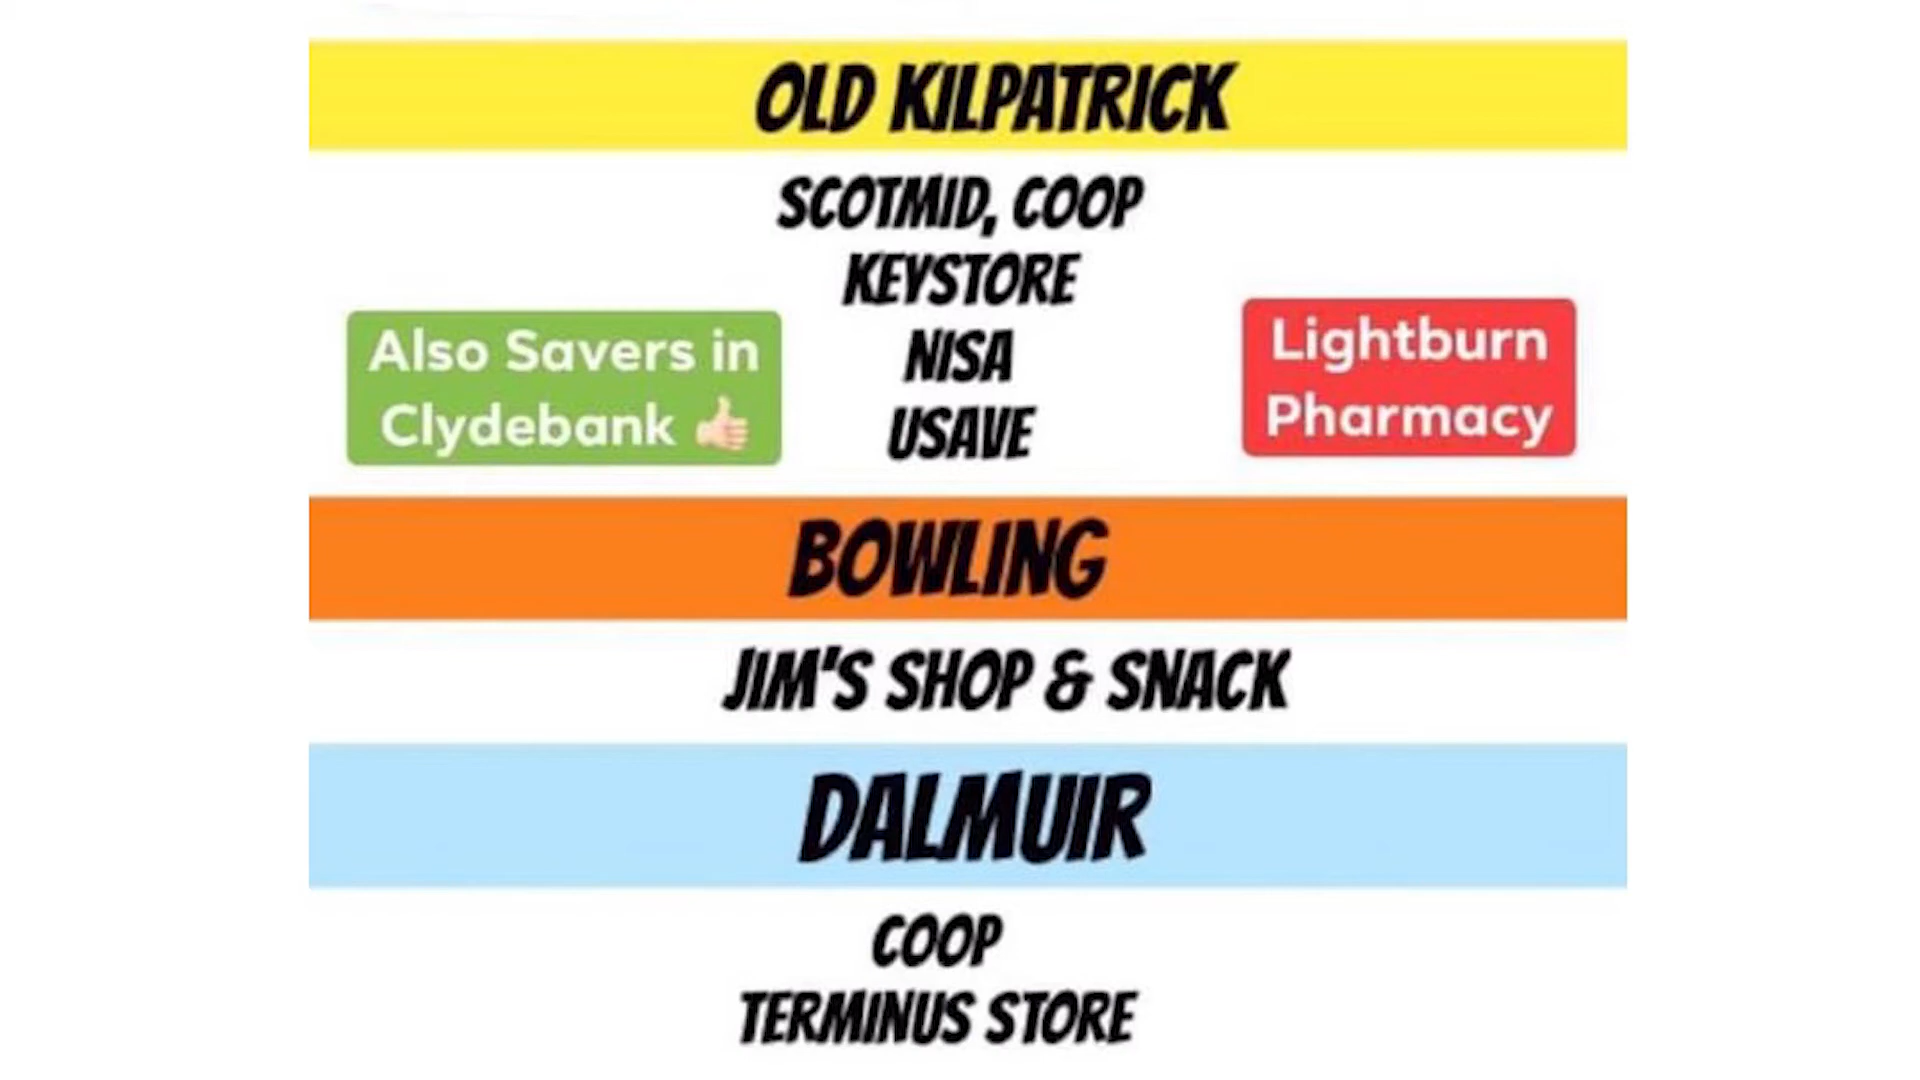 OLD KILPATRICK
SCOTMID, COOP
KEYSTORE
NISA
USAVE
Also Savers in
Clydebank 👍🏻
Lightburn
Pharmacy
BOWLING
JIM'S SHOP & SNACK
DALMUIR
COOP
TERMINUS STORE